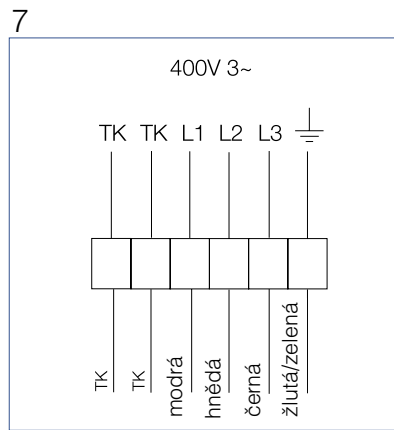 7
400V 3~
TK TK L1 L2 L3
TK
TK
modrá
hnědá
černá
žlutá/zelená